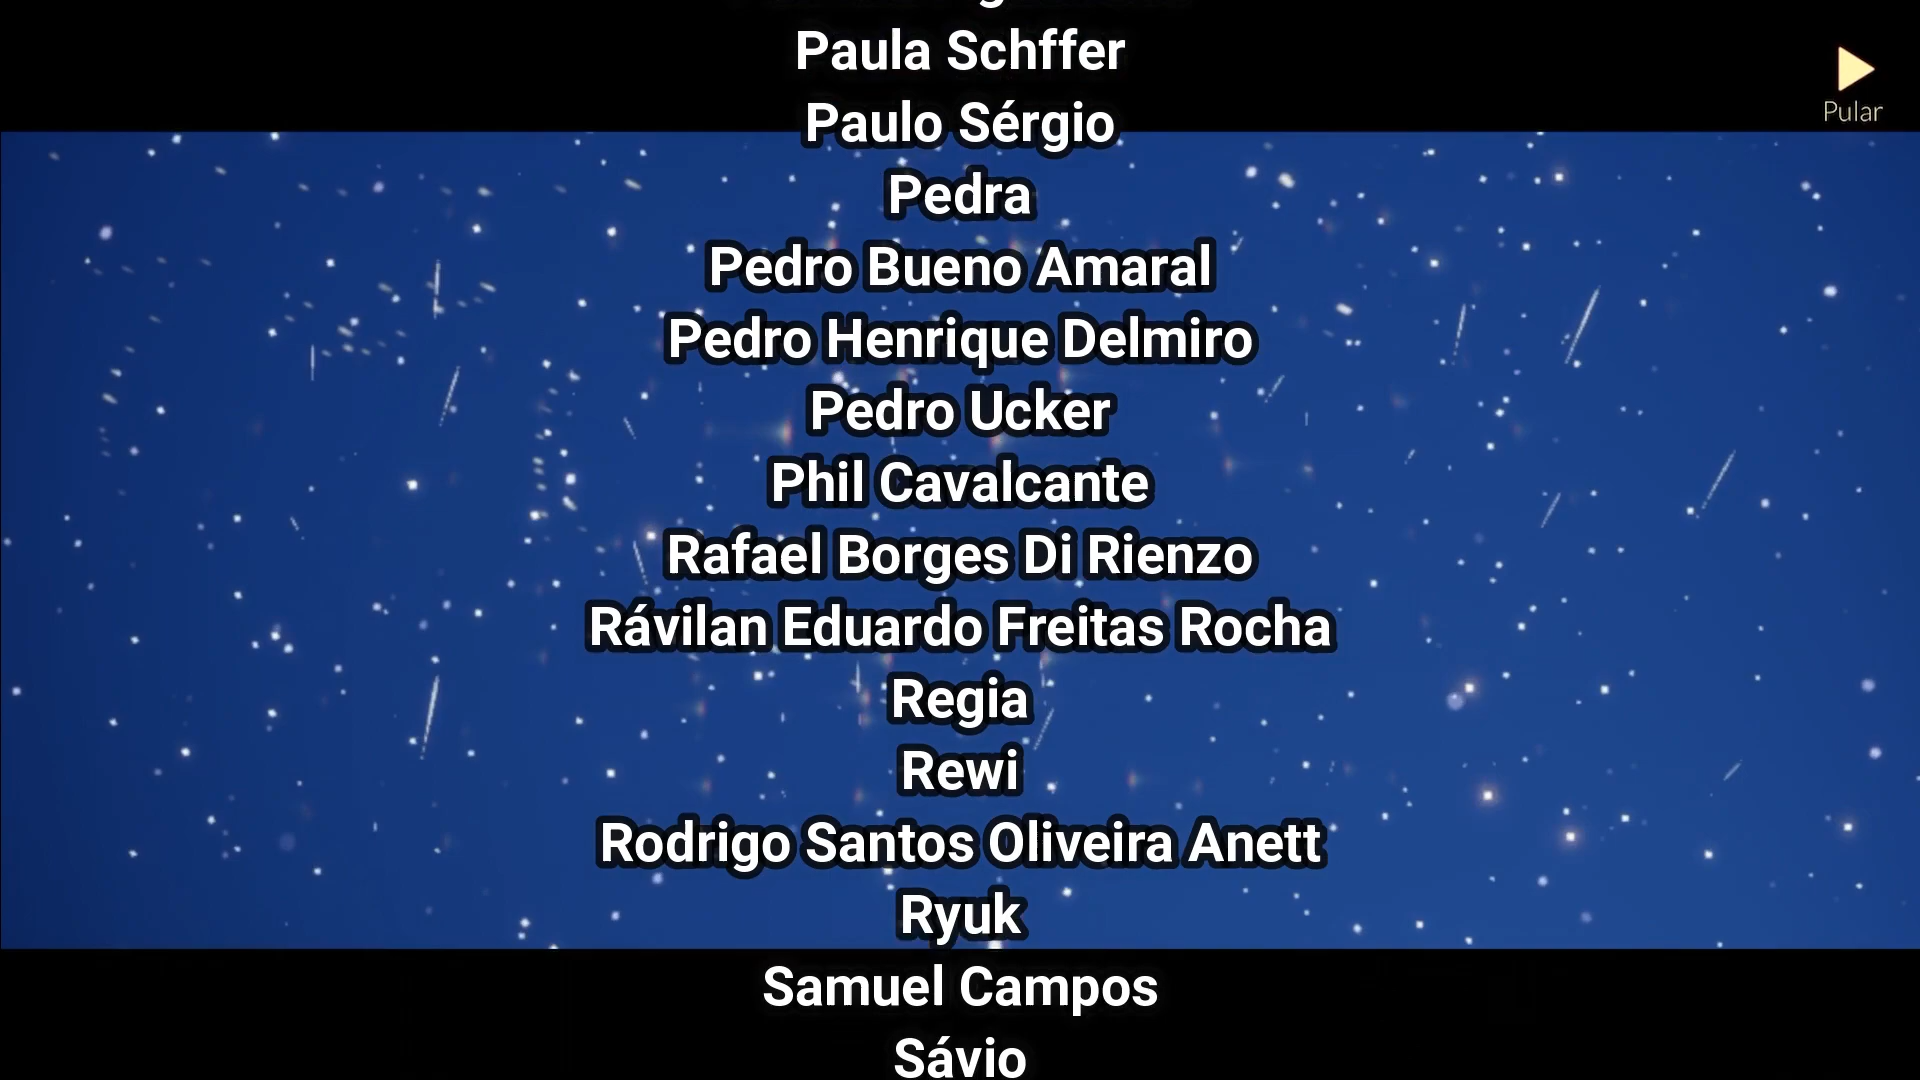 Paula Schffer
Pular
Paulo Sérgio
Pedra
Pedro Bueno Amaral
Pedro Henrique Delmiro
Pedro Ucker
Phil Cavalcante
Rafael Borges Di Rienzo
Rávilan Eduardo Freitas Rocha
Regia
Rewi
Rodrigo Santos Oliveira Anett
Ryuk
Samuel Campos
Sávio